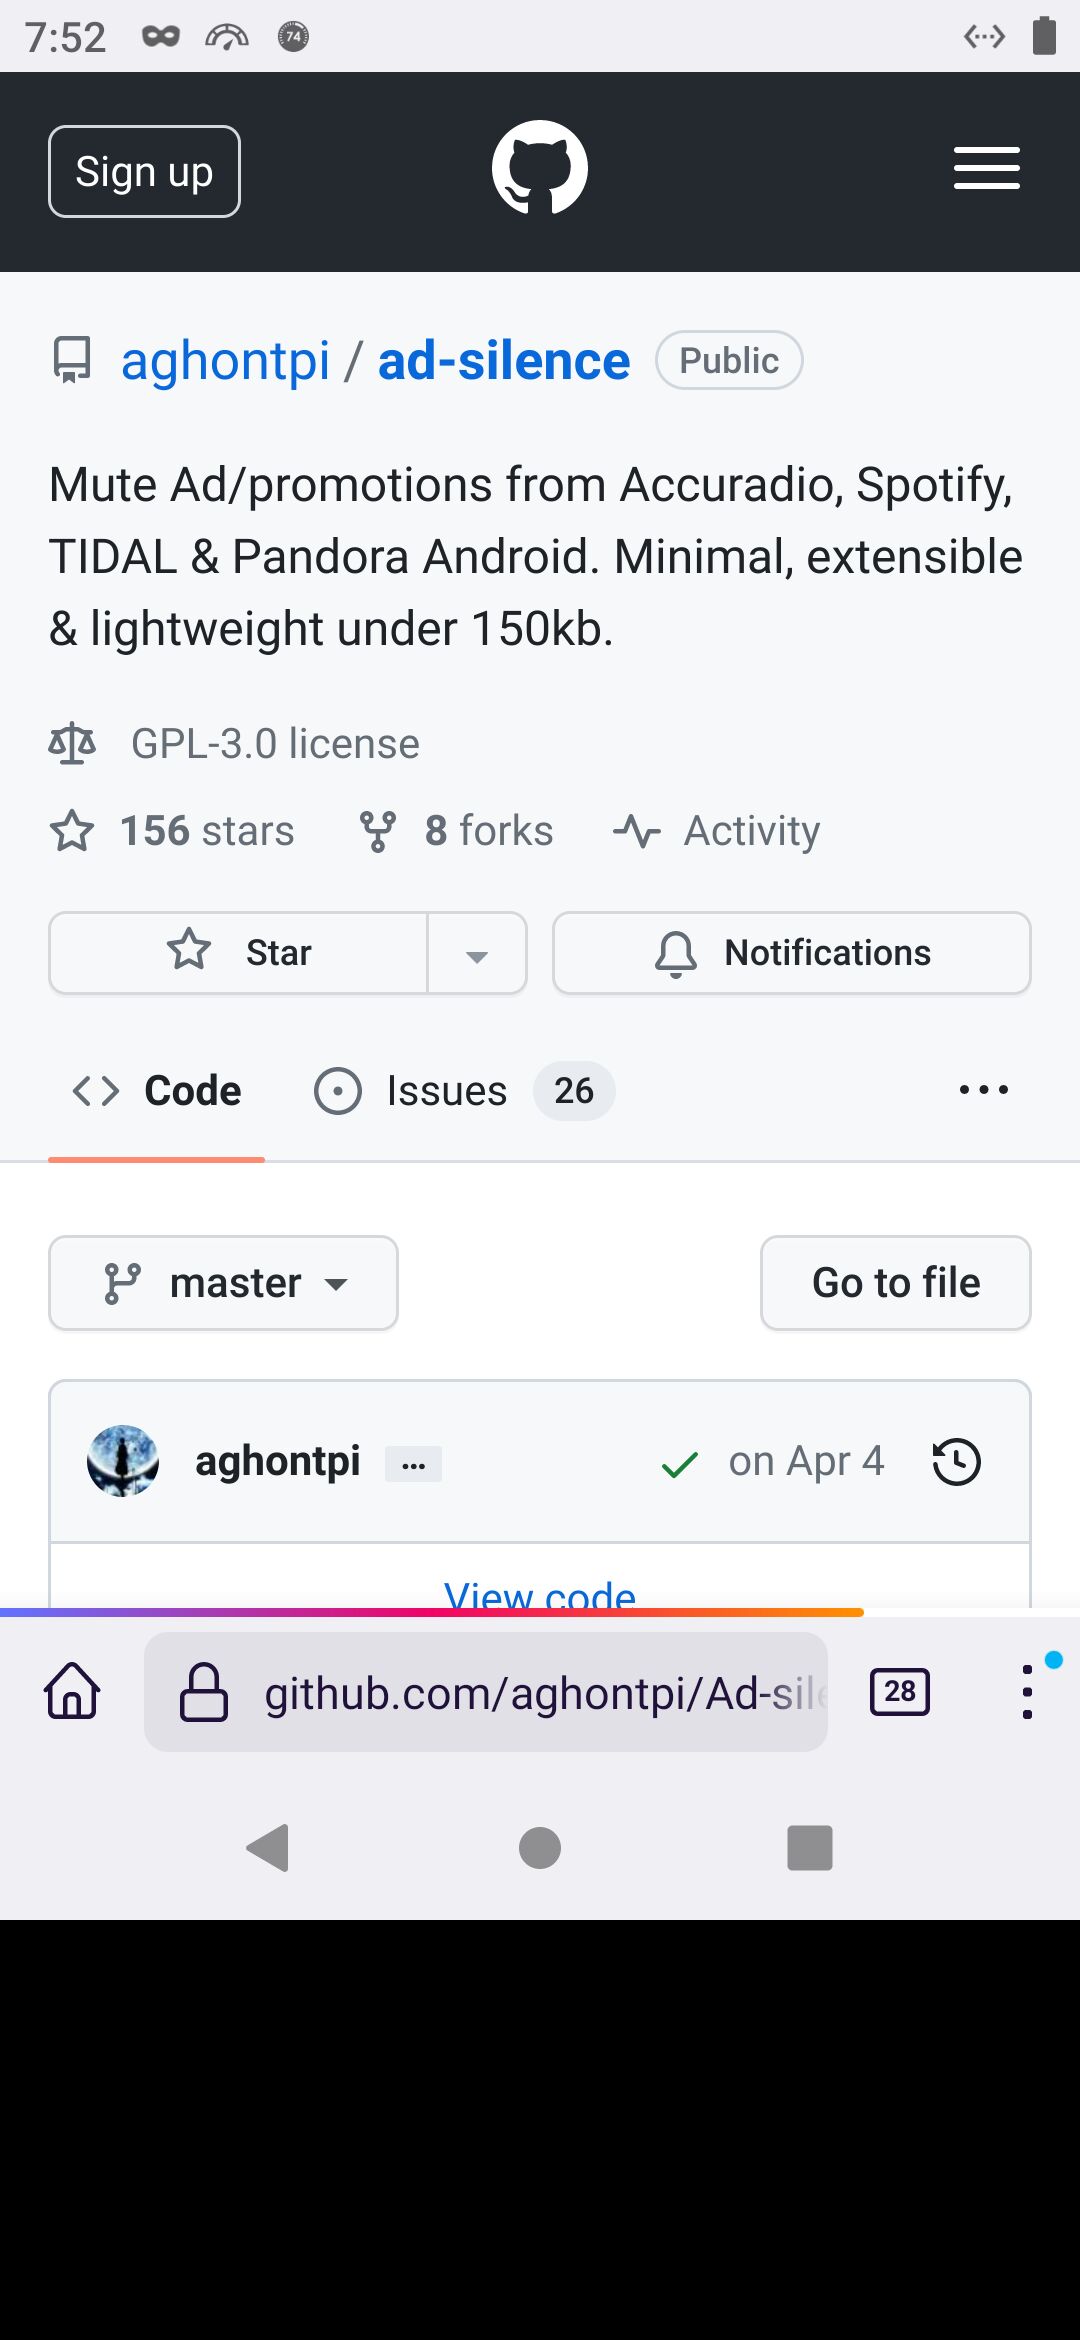 7:52 74
Sign up
aghontpi / ad-silence Public
Mute Ad/promotions from Accuradio, Spotify,
TIDAL & Pandora Android. Minimal, extensible
& lightweight under 150kb.
GPL-3.0 license
156 stars 8 forks Activity
Star Notifications
Code Issues 26 ...
master Go to file
aghontpi ... on Apr 4
View code
github.com/aghontpi/Ad-sile 28